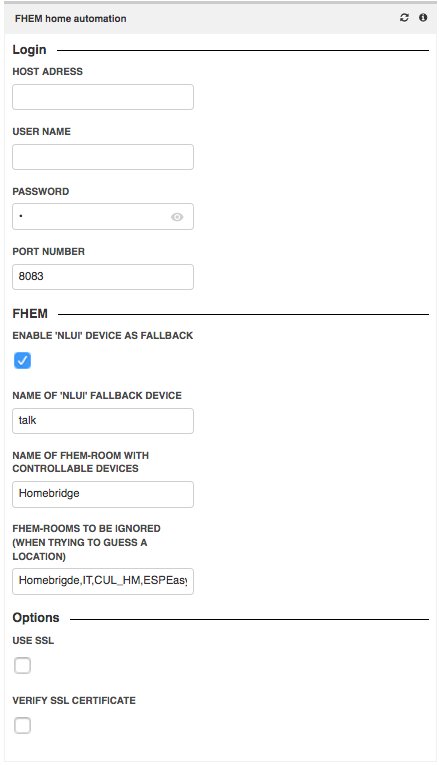 FHEM home automation
Login
HOST ADRESS
USER NAME
PASSWORD
•
PORT NUMBER
8083
FHEM
ENABLE 'NLUI' DEVICE AS FALLBACK
NAME OF 'NLUI' FALLBACK DEVICE
talk
NAME OF FHEM-ROOM WITH
CONTROLLABLE DEVICES
Homebridge
FHEM-ROOMS TO BE IGNORED
(WHEN TRYING TO GUESS A
LOCATION)
Homebrigde,IT,CUL_HM,ESPEasy
Options
USE SSL
VERIFY SSL CERTIFICATE